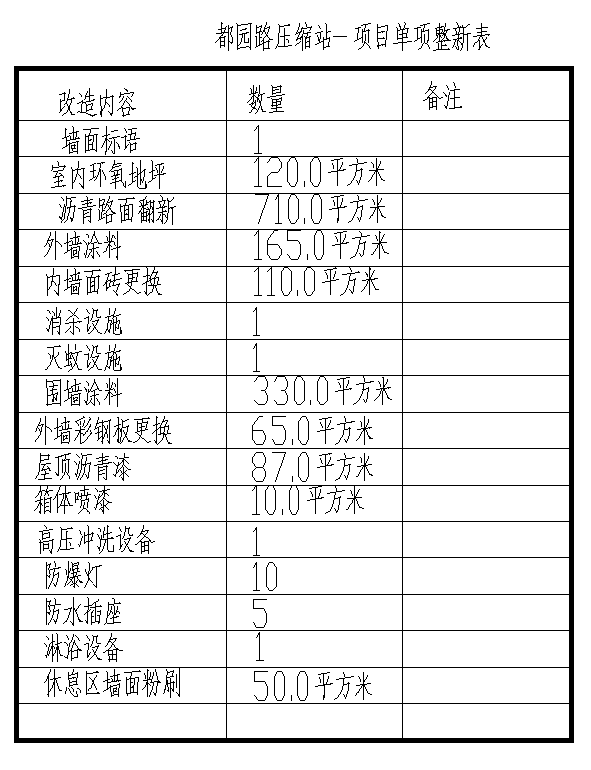 都园路压缩站-项目单项整新表
改造内容 数量 备注
墙面标语 1
室内环氧地坪 120.0平方米
沥青路面翻新 710.0平方米
外墙涂料 165.0平方米
内墙面砖更换 110.0平方米
消杀设施 1
灭蚊设施 1
围墙涂料 330.0平方米
外墙彩钢板更换 65.0平方米
屋顶沥青漆 87.0平方米
箱体喷漆 10.0平方米
高压冲洗设备 1
防爆灯 10
防水插座 5
淋浴设备 1
休息区墙面粉刷 50.0平方米